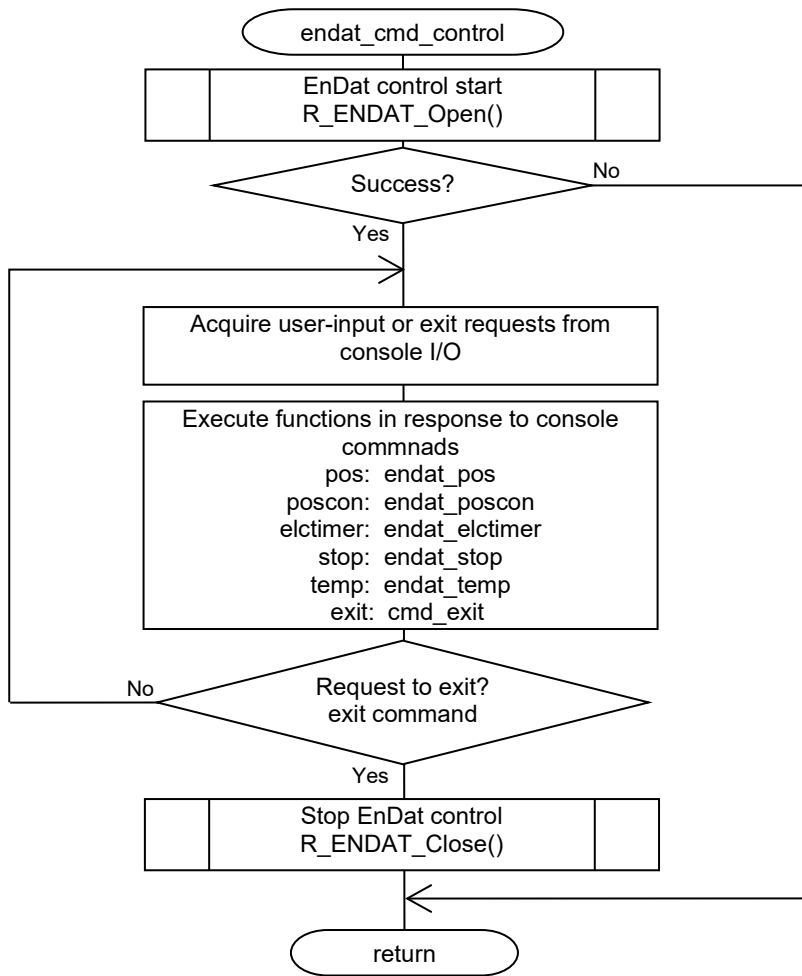 endat_cmd_control
EnDat control start
R_ENDAT_Open()
Success?
No
Yes
Acquire user-input or exit requests from
console I/O
Execute functions in response to console
commnads
pos: endat_pos
poscon: endat_poscon
elctimer: endat_elctimer
stop: endat_stop
temp: endat_temp
exit: cmd_exit
No
Request to exit?
exit command
Yes
Stop EnDat control
R_ENDAT_Close()
return